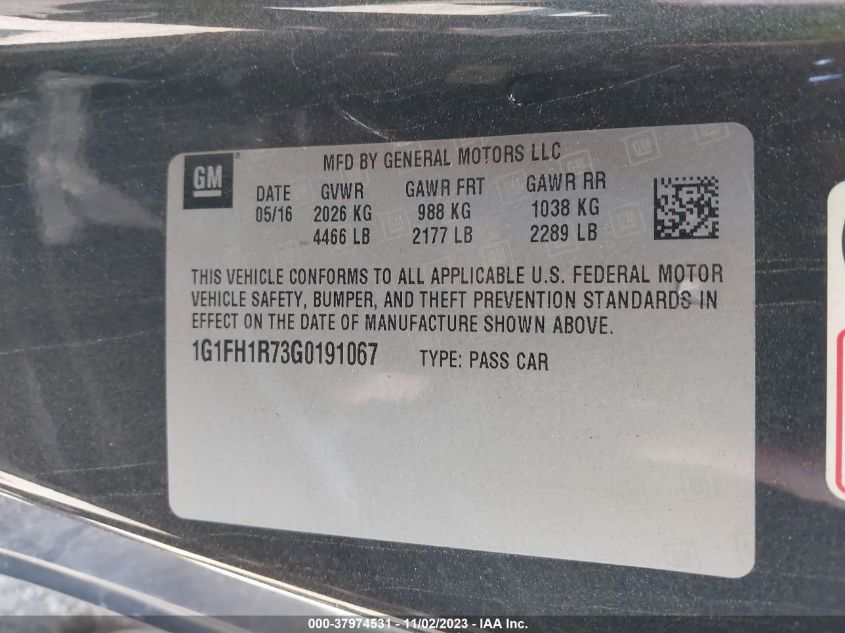 GM
MFD BY GENERAL MOTORS LLC
DATE GVWR GAWR FRT GAWR RR
05/16 2026 KG 988 KG 1038 KG
4466 LB 2177 LB 2289 LB
THIS VEHICLE CONFORMS TO ALL APPLICABLE U.S. FEDERAL MOTOR
VEHICLE SAFETY, BUMPER, AND THEFT PREVENTION STANDARDS IN
EFFECT ON THE DATE OF MANUFACTURE SHOWN ABOVE.
1G1FH1R73G0191067 TYPE: PASS CAR
000-37974531 - 11/02/2023 - IAA Inc.